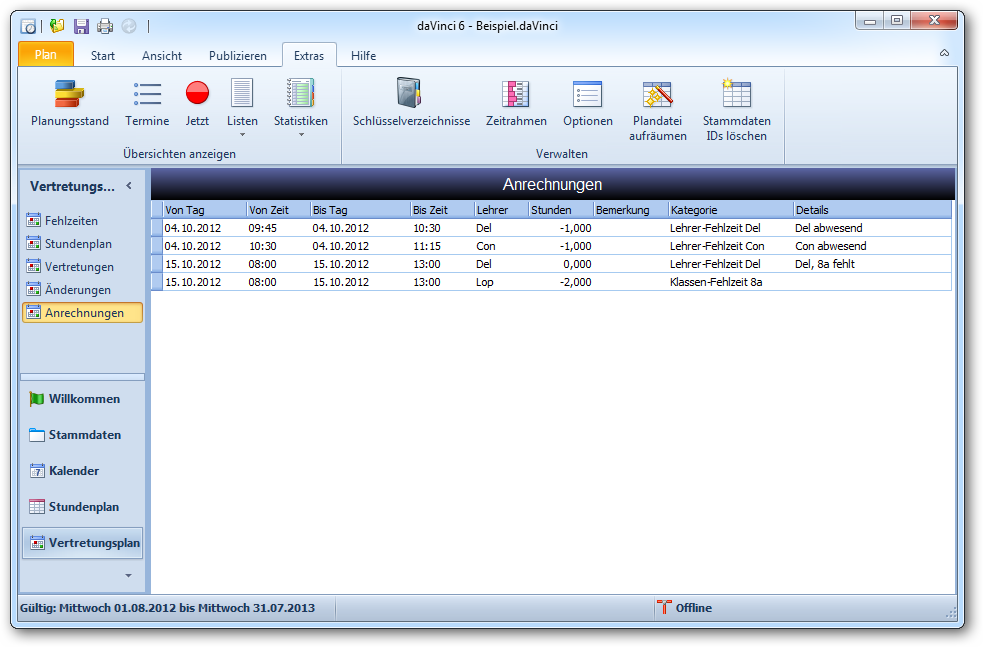 daVinci 6 - Beispiel.daVinci
Plan Start Ansicht Publizieren Extras Hilfe
Planungsstand Termine Jetzt Listen Statistiken Schlüsselverzeichnisse Zeitrahmen Optionen Plandatei Stammdaten
aufräumen IDs löschen
Übersichten anzeigen Verwalten
Vertretungs...
Fehlzeiten
Stundenplan
Vertretungen
Änderungen
Anrechnungen
Willkommen
Stammdaten
Kalender
Stundenplan
Vertretungsplan
Anrechnungen
Von Tag Von Zeit Bis Tag Bis Zeit Lehrer Stunden Bemerkung Kategorie Details
04.10.2012 09:45 04.10.2012 10:30 Del -1,000 Lehrer-Fehlzeit Del Del abwesend
04.10.2012 10:30 04.10.2012 11:15 Con -1,000 Lehrer-Fehlzeit Con Con abwesend
15.10.2012 08:00 15.10.2012 13:00 Del 0,000 Lehrer-Fehlzeit Del Del, 8a fehlt
15.10.2012 08:00 15.10.2012 13:00 Lop -2,000 Klassen-Fehlzeit 8a
Gültig: Mittwoch 01.08.2012 bis Mittwoch 31.07.2013 Offline